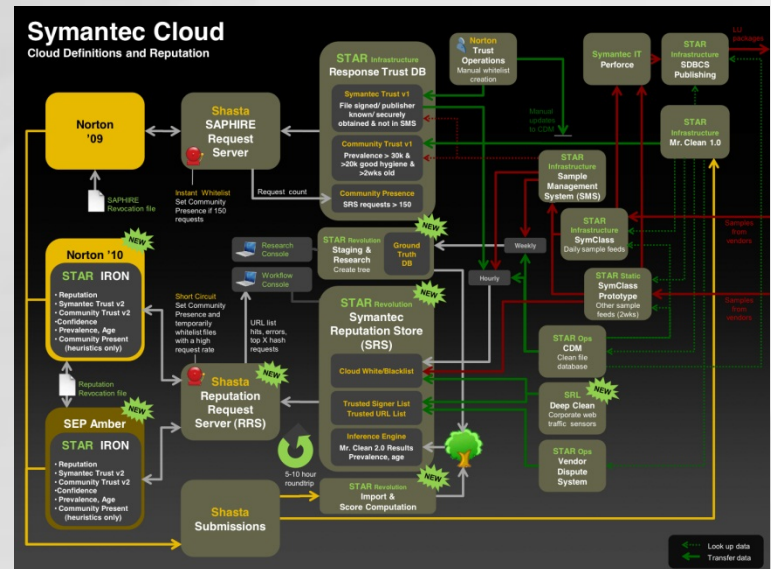 Symantec Cloud
Cloud Definitions and Reputation
Norton
'09
SAPHIRE
Revocation file
NEW
Norton '10
STAR IRON
• Reputation
• Symantec Trust v2
• Community Trust v2
•Confidence
• Prevalence, Age
• Community Present
(heuristics only)
Reputation
Revocation file
NEW
SEP Amber
STAR IRON
• Reputation
• Symantec Trust v2
• Community Trust v2
•Confidence
• Prevalence, Age
• Community Present
(heuristics only)
Shasta
SAPHIRE
Request
Server
Instant Whitelist
Set Community
Presence if 150
requests
Request count
Research
Console
Workflow
Console
Short Circuit
Set Community
Presence and
temporarily
whitelist files
with a high
request rate
URL list
hits, errors,
top X hash
requests
NEW
Shasta
Reputation
Request
Server (RRS)
5-10 hour
roundtrip
Shasta
Submissions
STAR Infrastructure
Response Trust DB
Symantec Trust v1
File signed/ publisher
known/ securely
obtained & not in SMS
Community Trust v1
Prevalence > 30k &
>20k good hygiene &
>2wks old
Community Presence
SRS requests > 150
NEW
STAR Revolution
Staging &
Research
Create tree
Ground
Truth
DB
NEW
STAR Revolution
Symantec
Reputation Store
(SRS)
Cloud White/Blacklist
Trusted Signer List
Trusted URL List
Inference Engine
Mr. Clean 2.0 Results
Prevalence, age
NEW
STAR Revolution
Import &
Score Computation
Norton
Trust
Operations
Manual whitelist
creation
Manual
updates
to CDM
Weekly
Hourly
STAR
Infrastructure
Sample
Management
System (SMS)
Symantec IT
Perforce
STAR
Infrastructure
SDBCS
Publishing
LU
packages
STAR
Infrastructure
Mr. Clean 1.0
STAR
Infrastructure
SymClass
Daily sample feeds
Samples
from
vendors
STAR Static
SymClass
Prototype
Other sample
feeds (2wks)
Samples
from
vendors
STAR Ops
CDM
Clean file
database
NEW
SRL
Deep Clean
Corporate web
traffic sensors
STAR Ops
Vendor
Dispute
System
Look up data
Transfer data